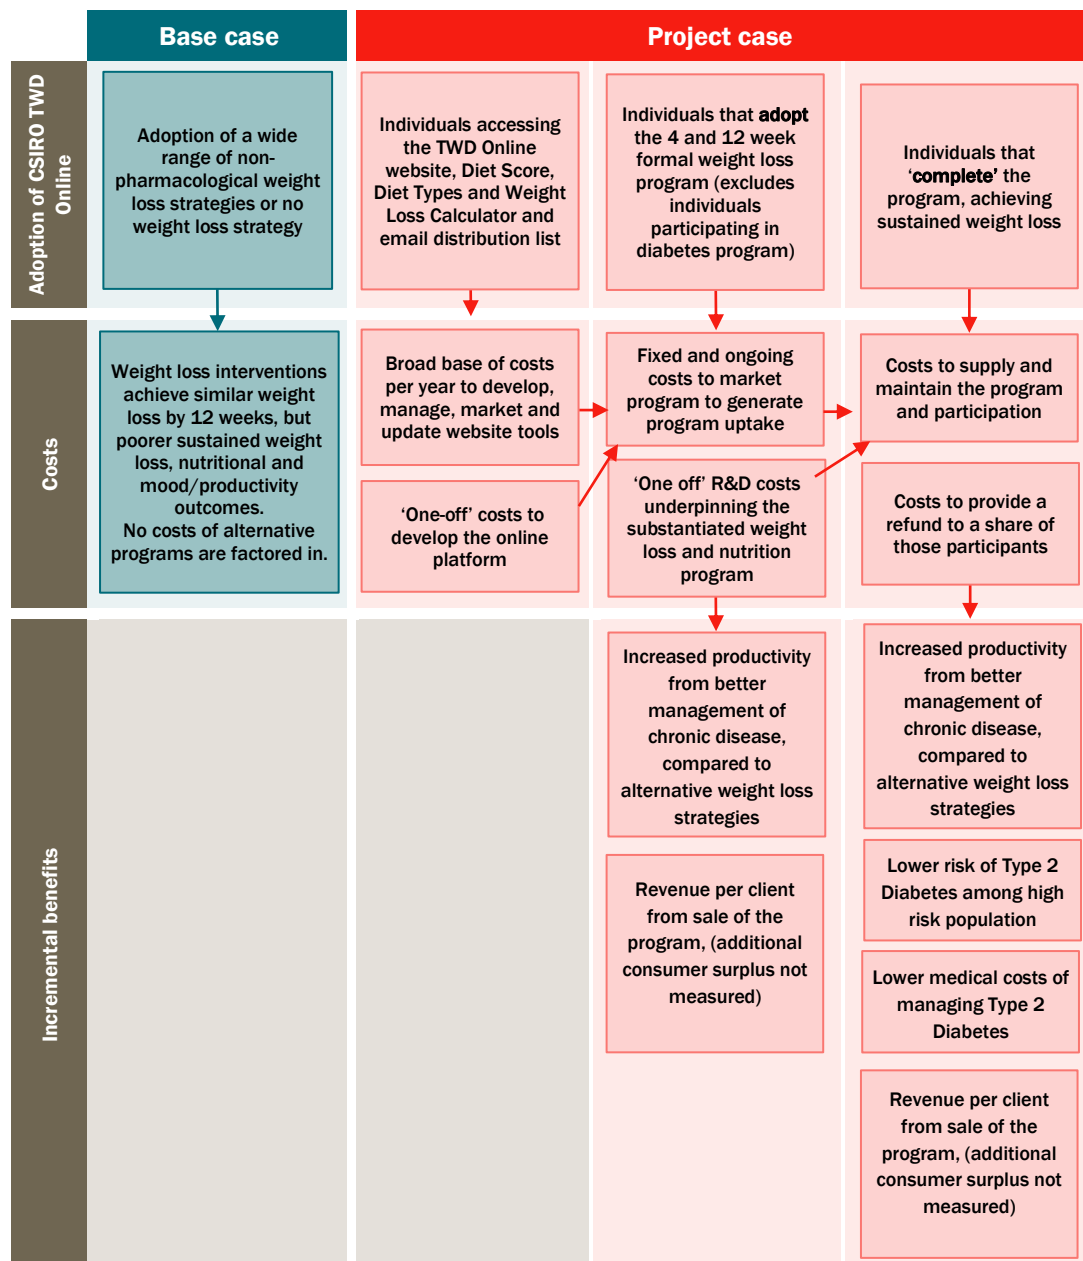 Base case
Project case
Adoption of CSIRO TWD
Online
Adoption of a wide
range of non-
pharmacological weight
loss strategies or no
weight loss strategy
Individuals accessing
the TWD Online
website, Diet Score,
Diet Types and Weight
Loss Calculator and
email distribution list
Individuals that adopt
the 4 and 12 week
formal weight loss
program (excludes
individuals
participating in
diabetes program)
Individuals that
‘complete’ the
program, achieving
sustained weight loss
Costs
Weight loss interventions
achieve similar weight
loss by 12 weeks, but
poorer sustained weight
loss, nutritional and
mood/productivity
outcomes.
No costs of alternative
programs are factored in.
Broad base of costs
per year to develop,
manage, market and
update website tools
‘One-off’ costs to
develop the online
platform
Fixed and ongoing
costs to market
program to generate
program uptake
‘One off’ R&D costs
underpinning the
substantiated weight
loss and nutrition
program
Costs to supply and
maintain the program
and participation
Costs to provide a
refund to a share of
those participants
Incremental benefits
Increased productivity
from better
management of
chronic disease,
compared to
alternative weight loss
strategies
Revenue per client
from sale of the
program, (additional
consumer surplus not
measured)
Increased productivity
from better
management of
chronic disease,
compared to
alternative weight loss
strategies
Lower risk of Type 2
Diabetes among high
risk population
Lower medical costs of
managing Type 2
Diabetes
Revenue per client
from sale of the
program, (additional
consumer surplus not
measured)